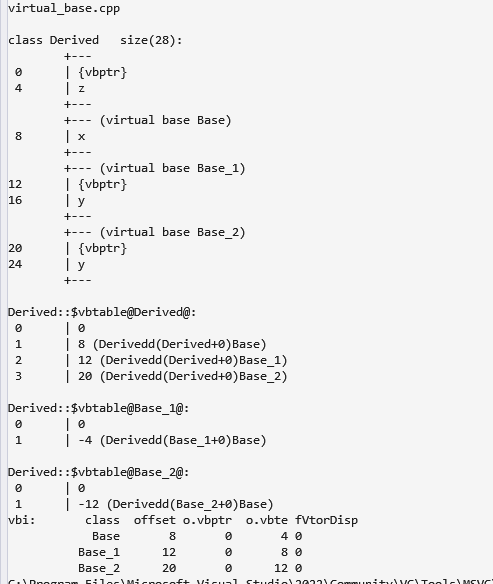 virtual_base.cpp
class Derived size(28):
+---
0 | {vbptr}
4 | z
+---
+--- (virtual base Base)
8 | x
+---
+--- (virtual base Base_1)
12 | {vbptr}
16 | y
+---
+--- (virtual base Base_2)
20 | {vbptr}
24 | y
+---
Derived::$vbtable@Derived@:
0 | 0
1 | 8 (Derivedd(Derived+0)Base)
2 | 12 (Derivedd(Derived+0)Base_1)
3 | 20 (Derivedd(Derived+0)Base_2)
Derived::$vbtable@Base_1@:
0 | 0
1 | -4 (Derivedd(Base_1+0)Base)
Derived::$vbtable@Base_2@:
0 | 0
1 | -12 (Derivedd(Base_2+0)Base)
vbi: class offset o.vbptr o.vbte fVtorDisp
Base 8 0 4 0
Base_1 12 0 8 0
Base_2 20 0 12 0
C:\Program Files\Microsoft Visual Studio\2022\Community\VC\Tools\MSVC\